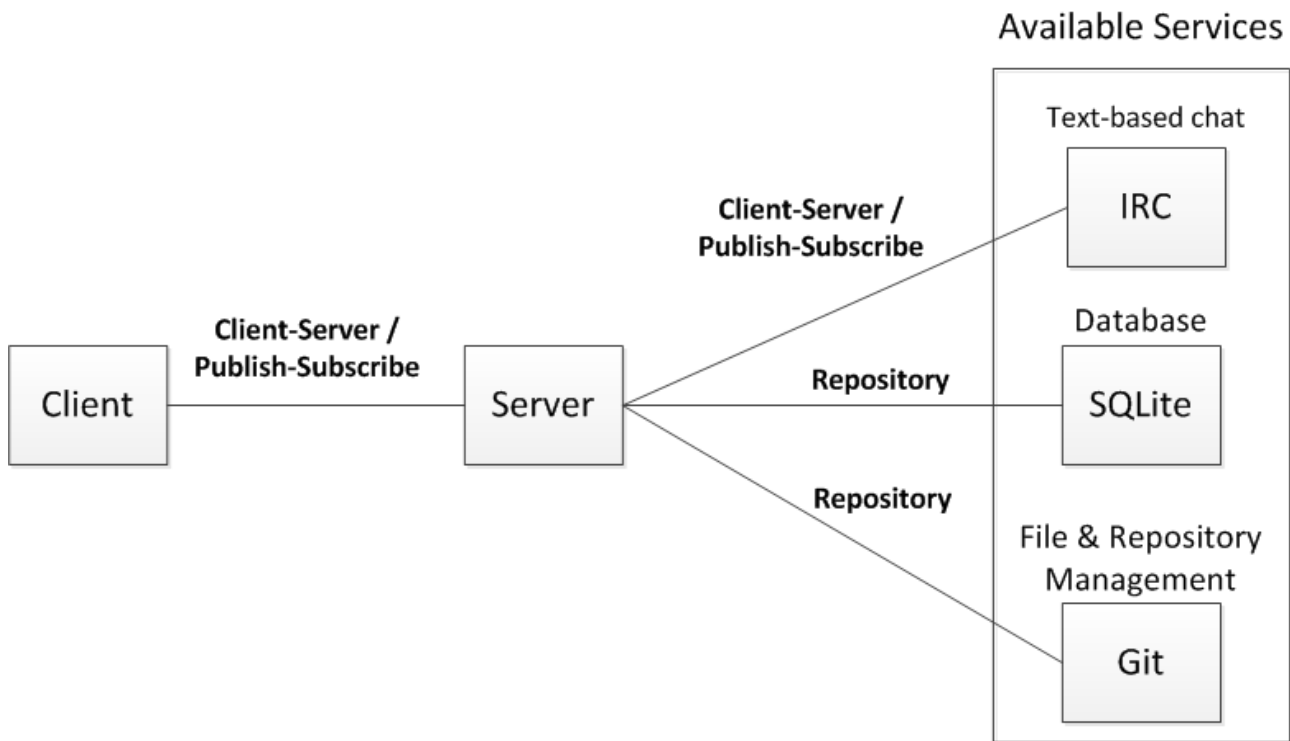 Available Services
Text-based chat
IRC
Client-Server /
Publish-Subscribe
Database
SQLite
Repository
Client-Server /
Publish-Subscribe
Client
Server
Repository
File & Repository
Management
Git